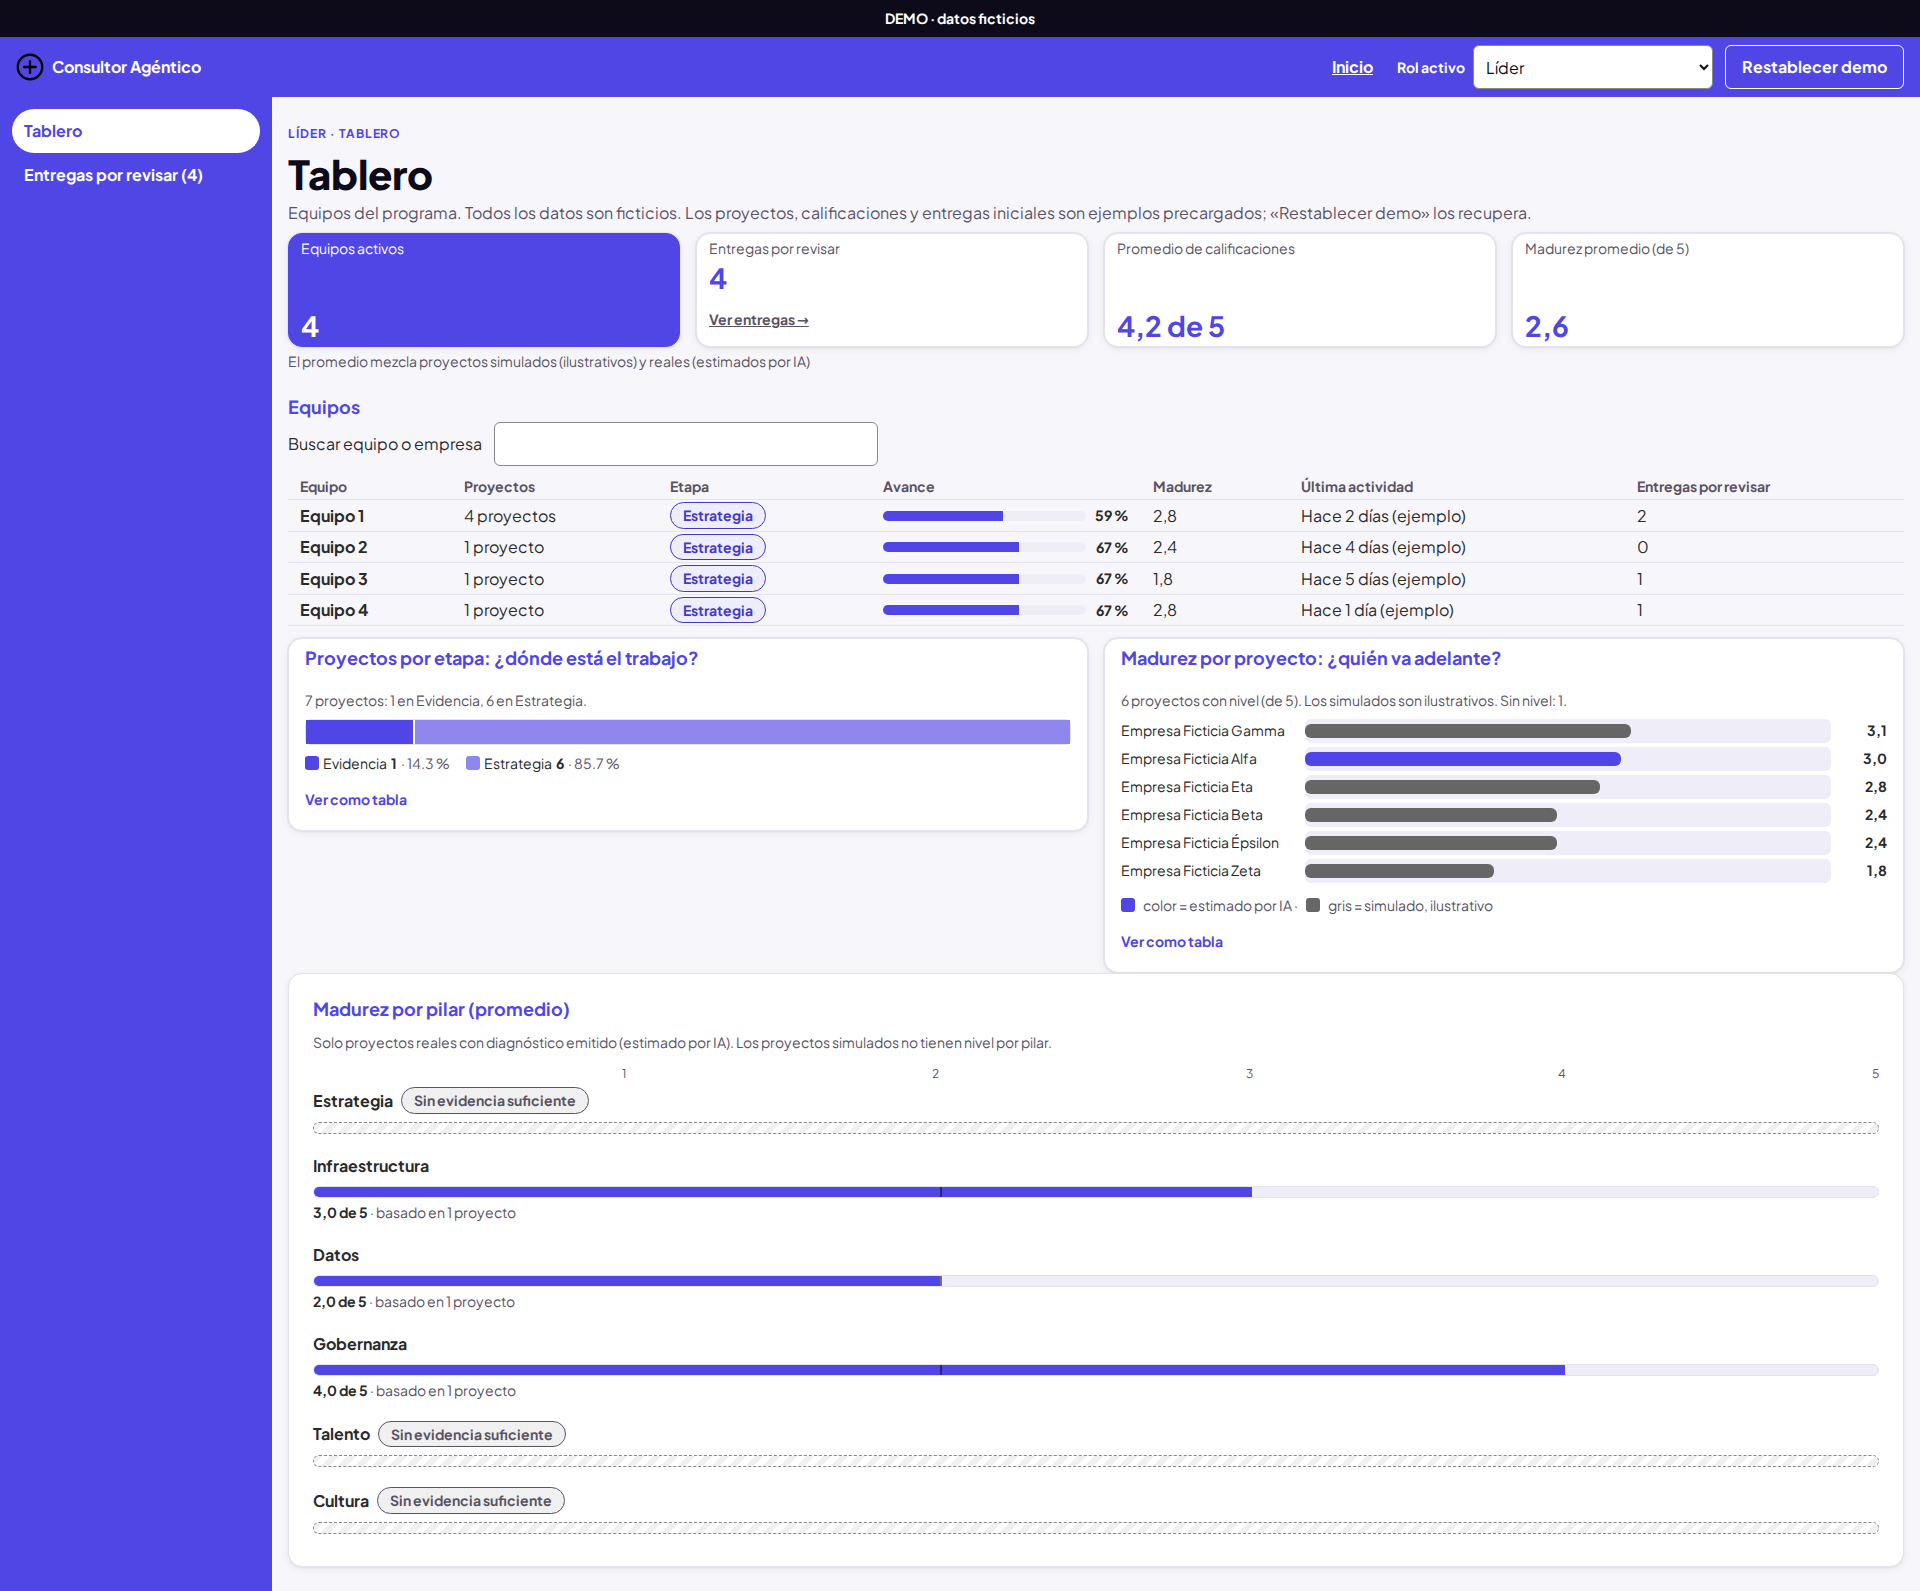 DEMO · datos ficticios
Consultor Agéntico
Inicio
Rol activo
Líder
Restablecer demo
Tablero
Entregas por revisar (4)
LÍDER · TABLERO
Tablero
Equipos del programa. Todos los datos son ficticios. Los proyectos, calificaciones y entregas iniciales son ejemplos precargados; «Restablecer demo» los recupera.
Equipos activos
4
Entregas por revisar
4
Ver entregas →
Promedio de calificaciones
4,2 de 5
Madurez promedio (de 5)
2,6
El promedio mezcla proyectos simulados (ilustrativos) y reales (estimados por IA)
Equipos
Buscar equipo o empresa
Equipo Proyectos Etapa Avance Madurez Última actividad Entregas por revisar
Equipo 1 4 proyectos Estrategia 59 % 2,8 Hace 2 días (ejemplo) 2
Equipo 2 1 proyecto Estrategia 67 % 2,4 Hace 4 días (ejemplo) 0
Equipo 3 1 proyecto Estrategia 67 % 1,8 Hace 5 días (ejemplo) 1
Equipo 4 1 proyecto Estrategia 67 % 2,8 Hace 1 día (ejemplo) 1
Proyectos por etapa: ¿dónde está el trabajo?
7 proyectos: 1 en Evidencia, 6 en Estrategia.
Evidencia 1 · 14.3 % Estrategia 6 · 85.7 %
Ver como tabla
Madurez por proyecto: ¿quién va adelante?
6 proyectos con nivel (de 5). Los simulados son ilustrativos. Sin nivel: 1.
Empresa Ficticia Gamma 3,1
Empresa Ficticia Alfa 3,0
Empresa Ficticia Eta 2,8
Empresa Ficticia Beta 2,4
Empresa Ficticia Épsilon 2,4
Empresa Ficticia Zeta 1,8
color = estimado por IA · gris = simulado, ilustrativo
Ver como tabla
Madurez por pilar (promedio)
Solo proyectos reales con diagnóstico emitido (estimado por IA). Los proyectos simulados no tienen nivel por pilar.
1 2 3 4 5
Estrategia Sin evidencia suficiente
Infraestructura
3,0 de 5 · basado en 1 proyecto
Datos
2,0 de 5 · basado en 1 proyecto
Gobernanza
4,0 de 5 · basado en 1 proyecto
Talento Sin evidencia suficiente
Cultura Sin evidencia suficiente